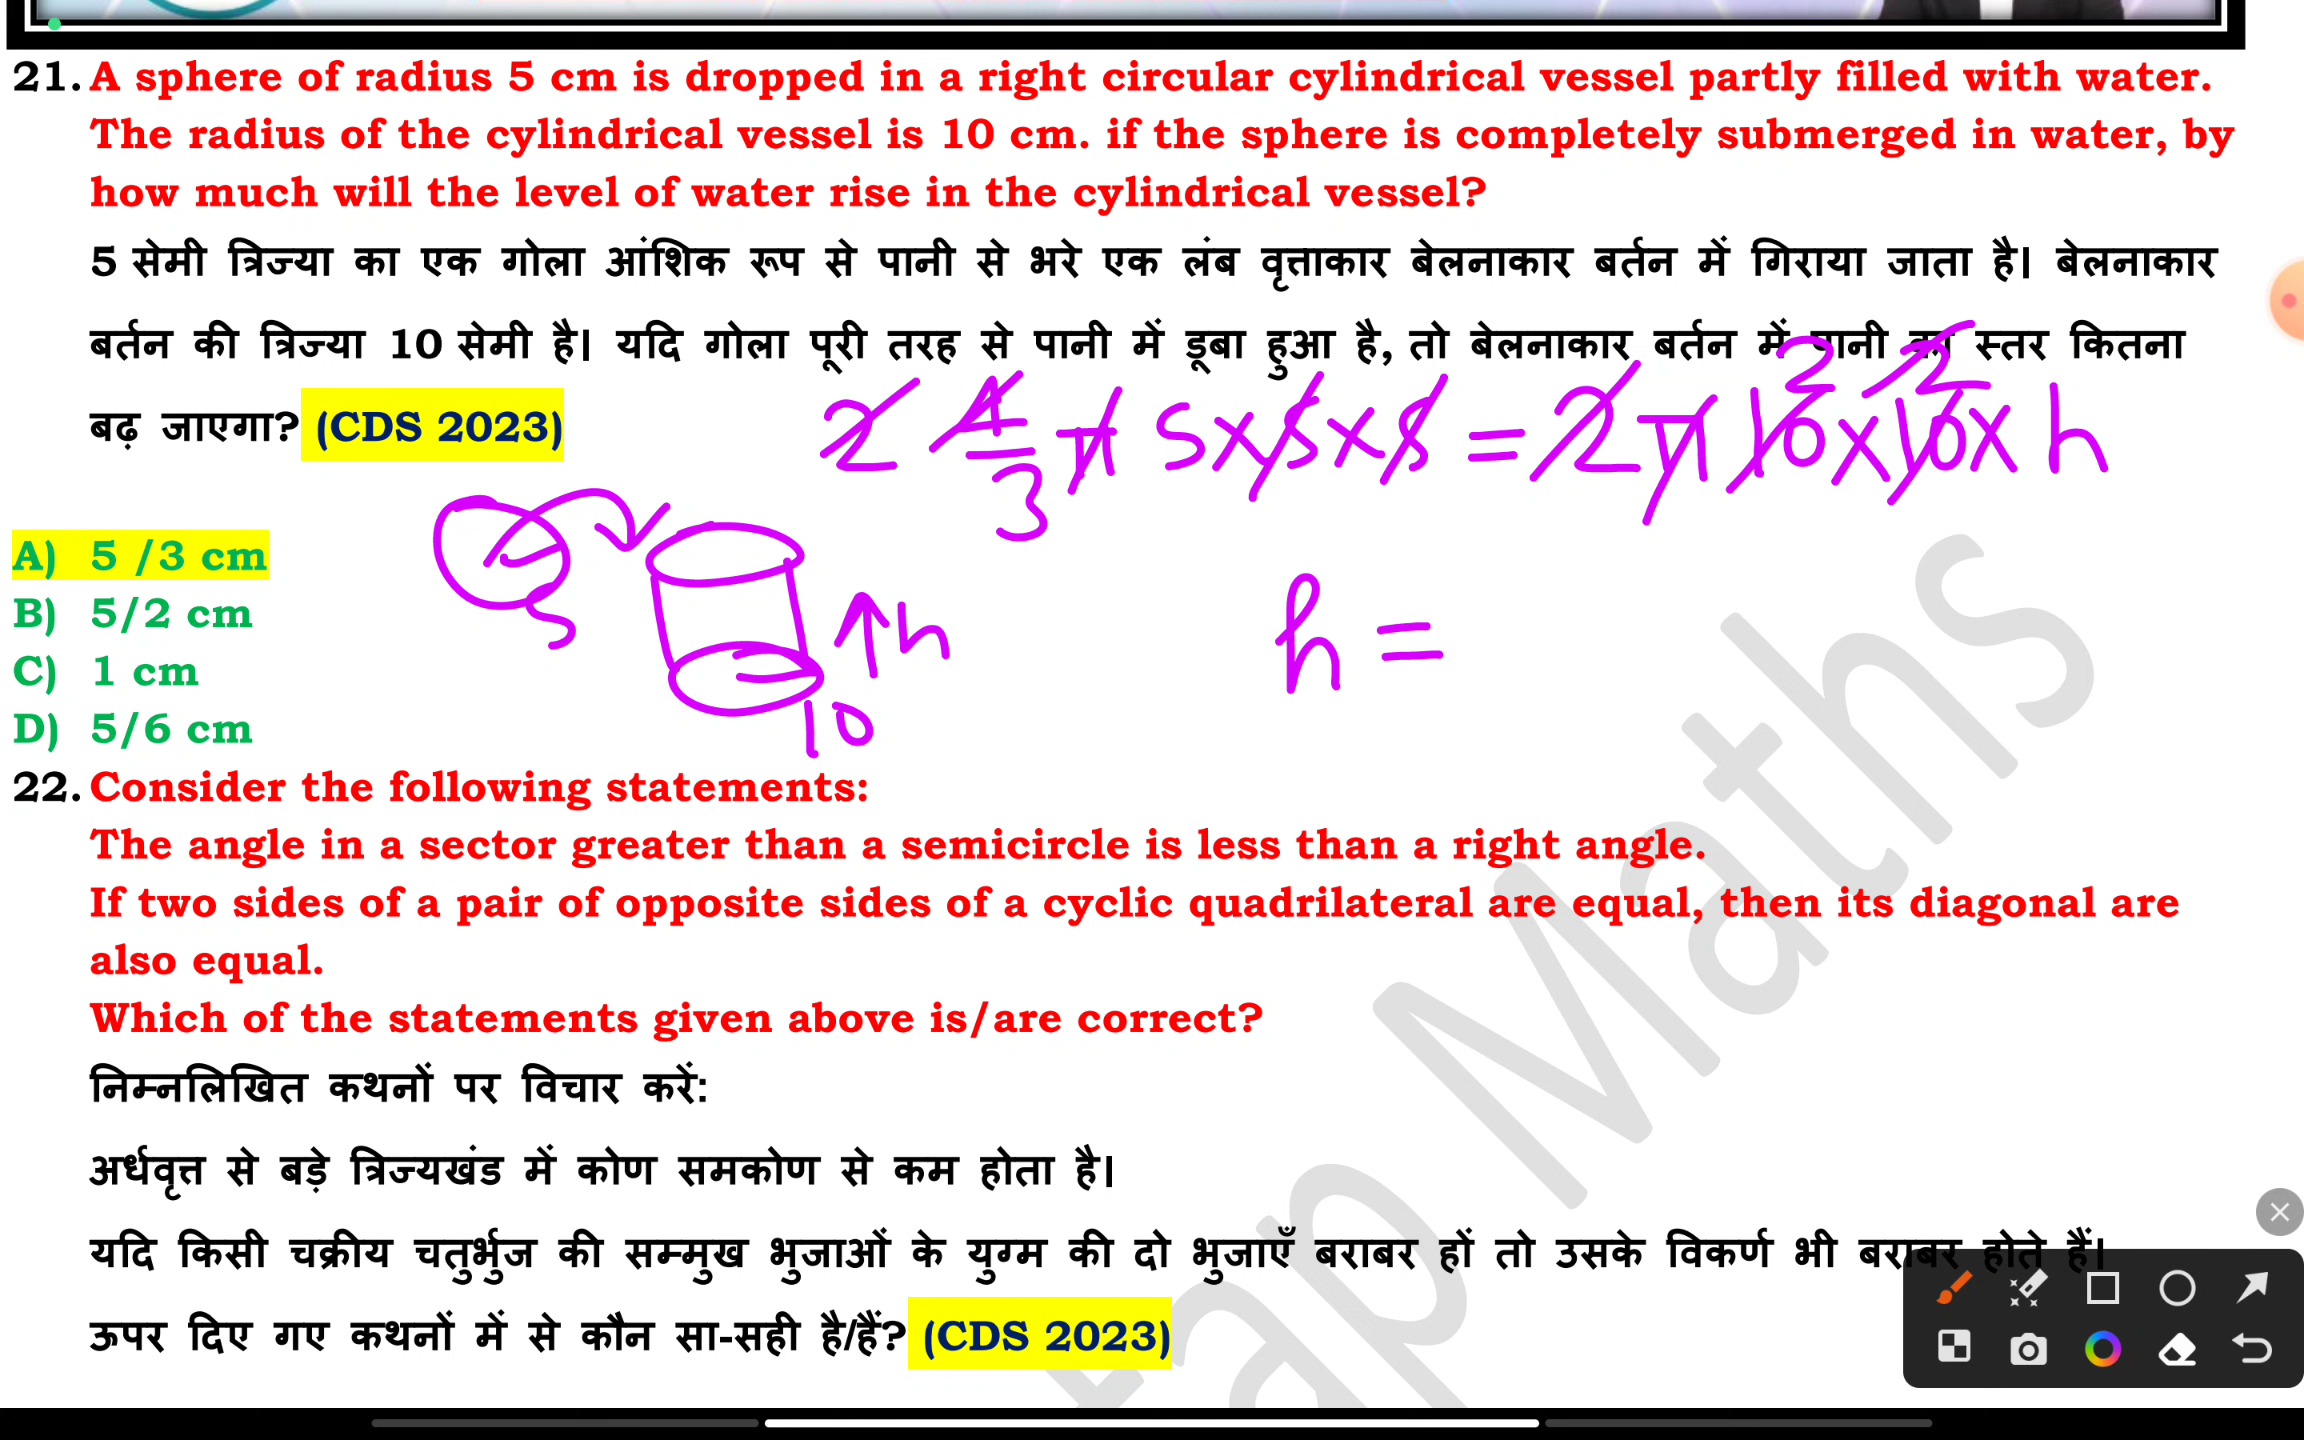 21. A sphere of radius 5 cm is dropped in a right circular cylindrical vessel partly filled with water.
The radius of the cylindrical vessel is 10 cm. if the sphere is completely submerged in water, by
how much will the level of water rise in the cylindrical vessel?
5 सेमी त्रिज्या का एक गोला आंशिक रूप से पानी से भरे एक लंब वृत्ताकार बेलनाकार बर्तन में गिराया जाता है। बेलनाकार
बर्तन की त्रिज्या 10 सेमी है। यदि गोला पूरी तरह से पानी में डूबा हुआ है, तो बेलनाकार बर्तन में पानी का स्तर कितना
बढ़ जाएगा? (CDS 2023)
2 2
2 4/3 π 5×5×5 = 2 π 10×10×h
A) 5 /3 cm
B) 5/2 cm
C) 1 cm
D) 5/6 cm
5
h
10
h =
22. Consider the following statements:
The angle in a sector greater than a semicircle is less than a right angle.
If two sides of a pair of opposite sides of a cyclic quadrilateral are equal, then its diagonal are
also equal.
Which of the statements given above is/are correct?
निम्नलिखित कथनों पर विचार करें:
अर्धवृत्त से बड़े त्रिज्यखंड में कोण समकोण से कम होता है।
यदि किसी चक्रीय चतुर्भुज की सम्मुख भुजाओं के युग्म की दो भुजाएँ बराबर हों तो उसके विकर्ण भी बराबर होते हैं।
ऊपर दिए गए कथनों में से कौन सा-सही है/हैं? (CDS 2023)
ap Maths